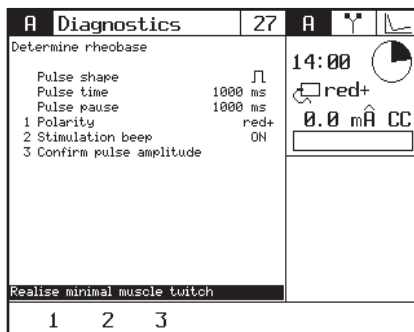 A Diagnostics 27 A
Determine rheobase
Pulse shape
Pulse time 1000 ms
Pulse pause 1000 ms
1 Polarity red+
2 Stimulation beep ON
3 Confirm pulse amplitude
Realise minimal muscle twitch
1 2 3
14:00
red+
0.0 mÂ CC